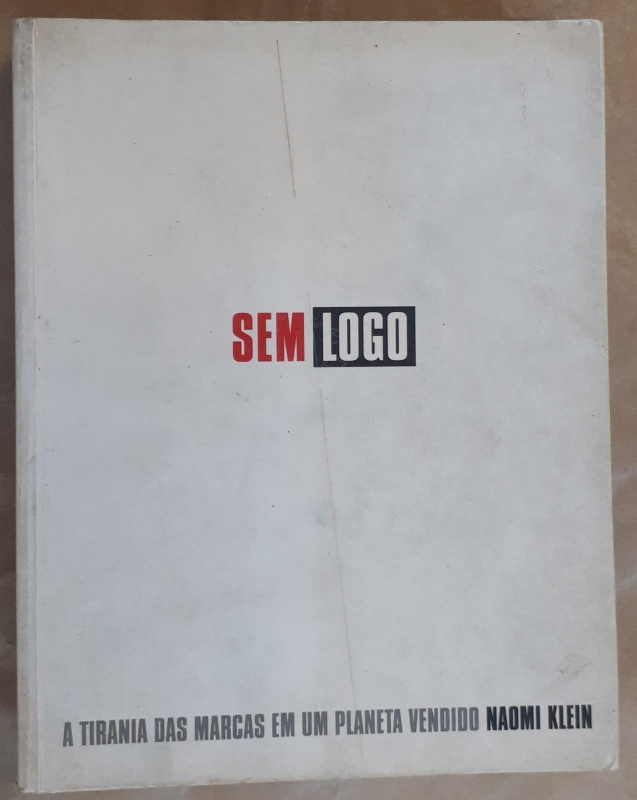 SEM LOGO
A TIRANIA DAS MARCAS EM UM PLANETA VENDIDO NAOMI KLEIN